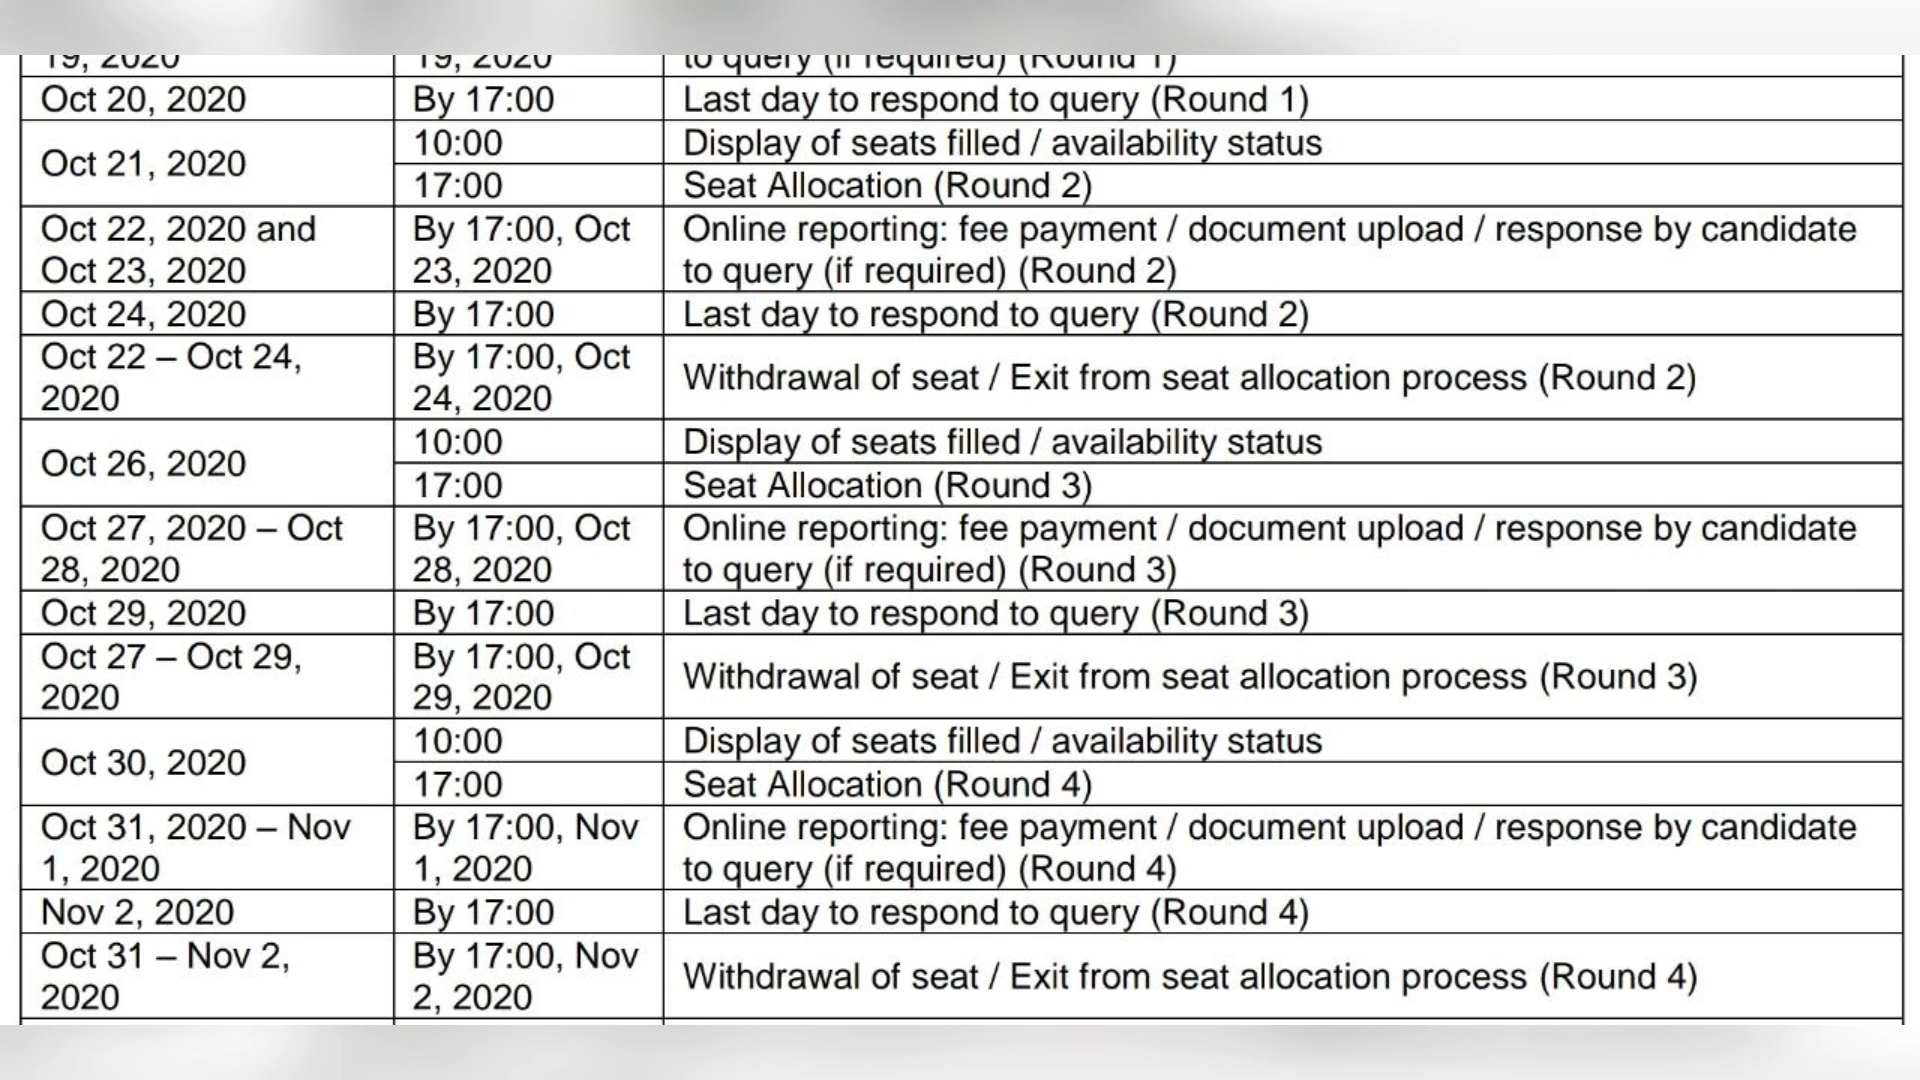 19, 2020
19, 2020
to query (if required) (Round 1)
Oct 20, 2020
By 17:00
Last day to respond to query (Round 1)
Oct 21, 2020
10:00
Display of seats filled / availability status
17:00
Seat Allocation (Round 2)
Oct 22, 2020 and
Oct 23, 2020
By 17:00, Oct
23, 2020
Online reporting: fee payment / document upload / response by candidate
to query (if required) (Round 2)
Oct 24, 2020
By 17:00
Last day to respond to query (Round 2)
Oct 22 – Oct 24,
2020
By 17:00, Oct
24, 2020
Withdrawal of seat / Exit from seat allocation process (Round 2)
Oct 26, 2020
10:00
Display of seats filled / availability status
17:00
Seat Allocation (Round 3)
Oct 27, 2020 – Oct
28, 2020
By 17:00, Oct
28, 2020
Online reporting: fee payment / document upload / response by candidate
to query (if required) (Round 3)
Oct 29, 2020
By 17:00
Last day to respond to query (Round 3)
Oct 27 – Oct 29,
2020
By 17:00, Oct
29, 2020
Withdrawal of seat / Exit from seat allocation process (Round 3)
Oct 30, 2020
10:00
Display of seats filled / availability status
17:00
Seat Allocation (Round 4)
Oct 31, 2020 – Nov
1, 2020
By 17:00, Nov
1, 2020
Online reporting: fee payment / document upload / response by candidate
to query (if required) (Round 4)
Nov 2, 2020
By 17:00
Last day to respond to query (Round 4)
Oct 31 – Nov 2,
2020
By 17:00, Nov
2, 2020
Withdrawal of seat / Exit from seat allocation process (Round 4)